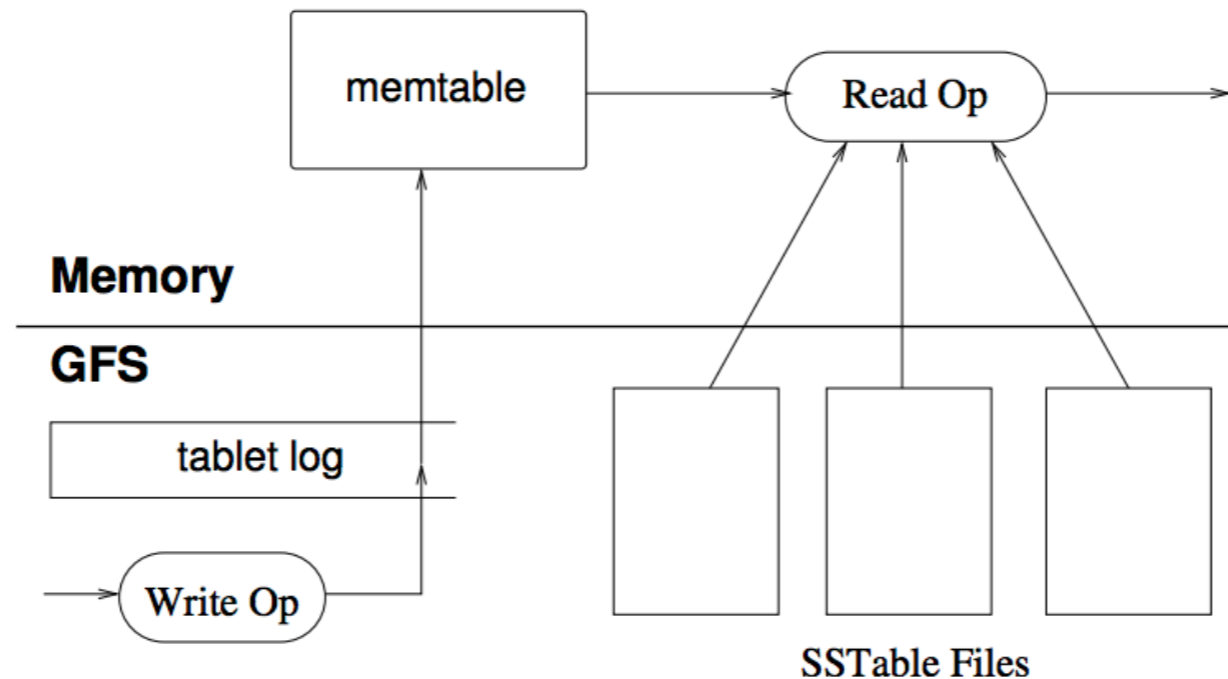 memtable
Read Op
Memory
GFS
tablet log
Write Op
SSTable Files